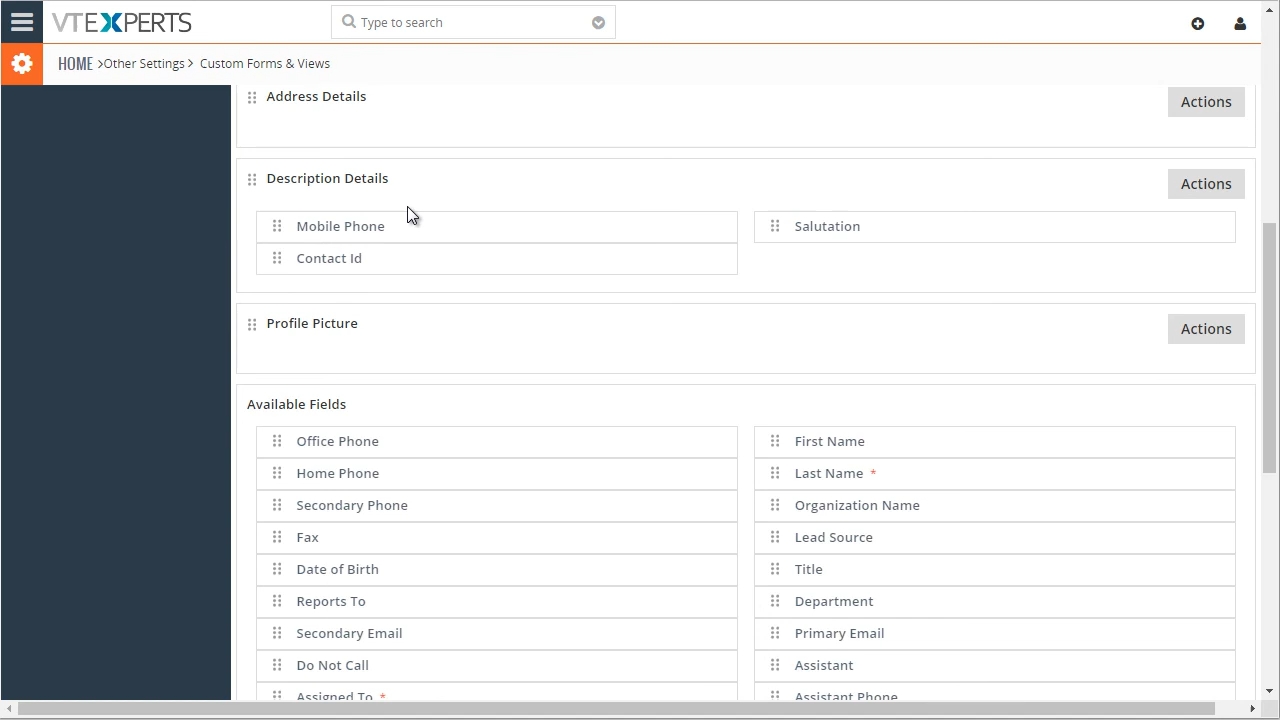 VTEXPERTS
Type to search
HOME >Other Settings > Custom Forms & Views
Address Details
Actions
Description Details
Actions
Mobile Phone
Salutation
Contact Id
Profile Picture
Actions
Available Fields
Office Phone
First Name
Home Phone
Last Name *
Secondary Phone
Organization Name
Fax
Lead Source
Date of Birth
Title
Reports To
Department
Secondary Email
Primary Email
Do Not Call
Assistant
Assigned To *
Assistant Phone